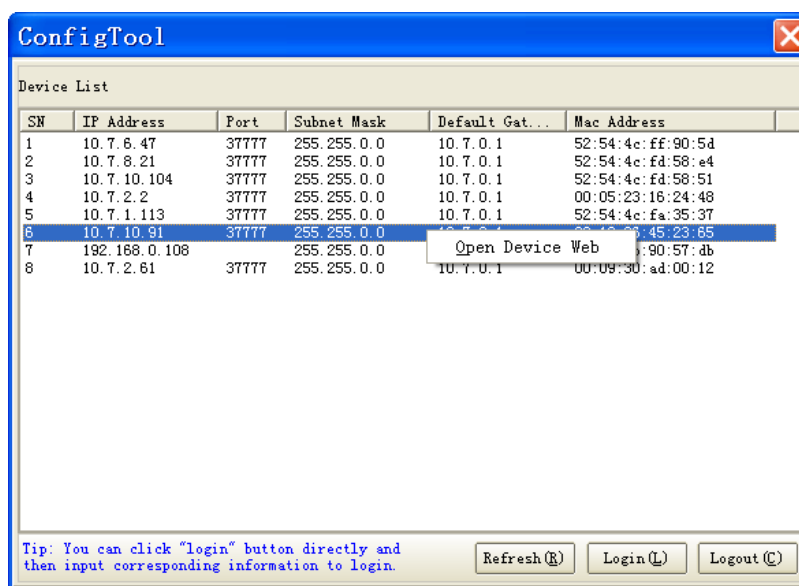 ConfigTool
Device List
SN IP Address Port Subnet Mask Default Gat... Mac Address
1 10.7.6.47 37777 255.255.0.0 10.7.0.1 52:54:4c:ff:90:5d
2 10.7.8.21 37777 255.255.0.0 10.7.0.1 52:54:4c:fd:58:e4
3 10.7.10.104 37777 255.255.0.0 10.7.0.1 52:54:4c:fd:58:51
4 10.7.2.2 37777 255.255.0.0 10.7.0.1 00:05:23:16:24:48
5 10.7.1.113 37777 255.255.0.0 10.7.0.1 52:54:4c:fa:35:37
6 10.7.10.91 37777 255.255.0.0 :45:23:65
Open Device Web
7 192.168.0.108 255.255.0.0 :90:57:db
8 10.7.2.61 37777 255.255.0.0 10.7.0.1 00:09:30:ad:00:12
Tip: You can click "login" button directly and
then input corresponding information to login.
Refresh(R) Login(L) Logout(C)